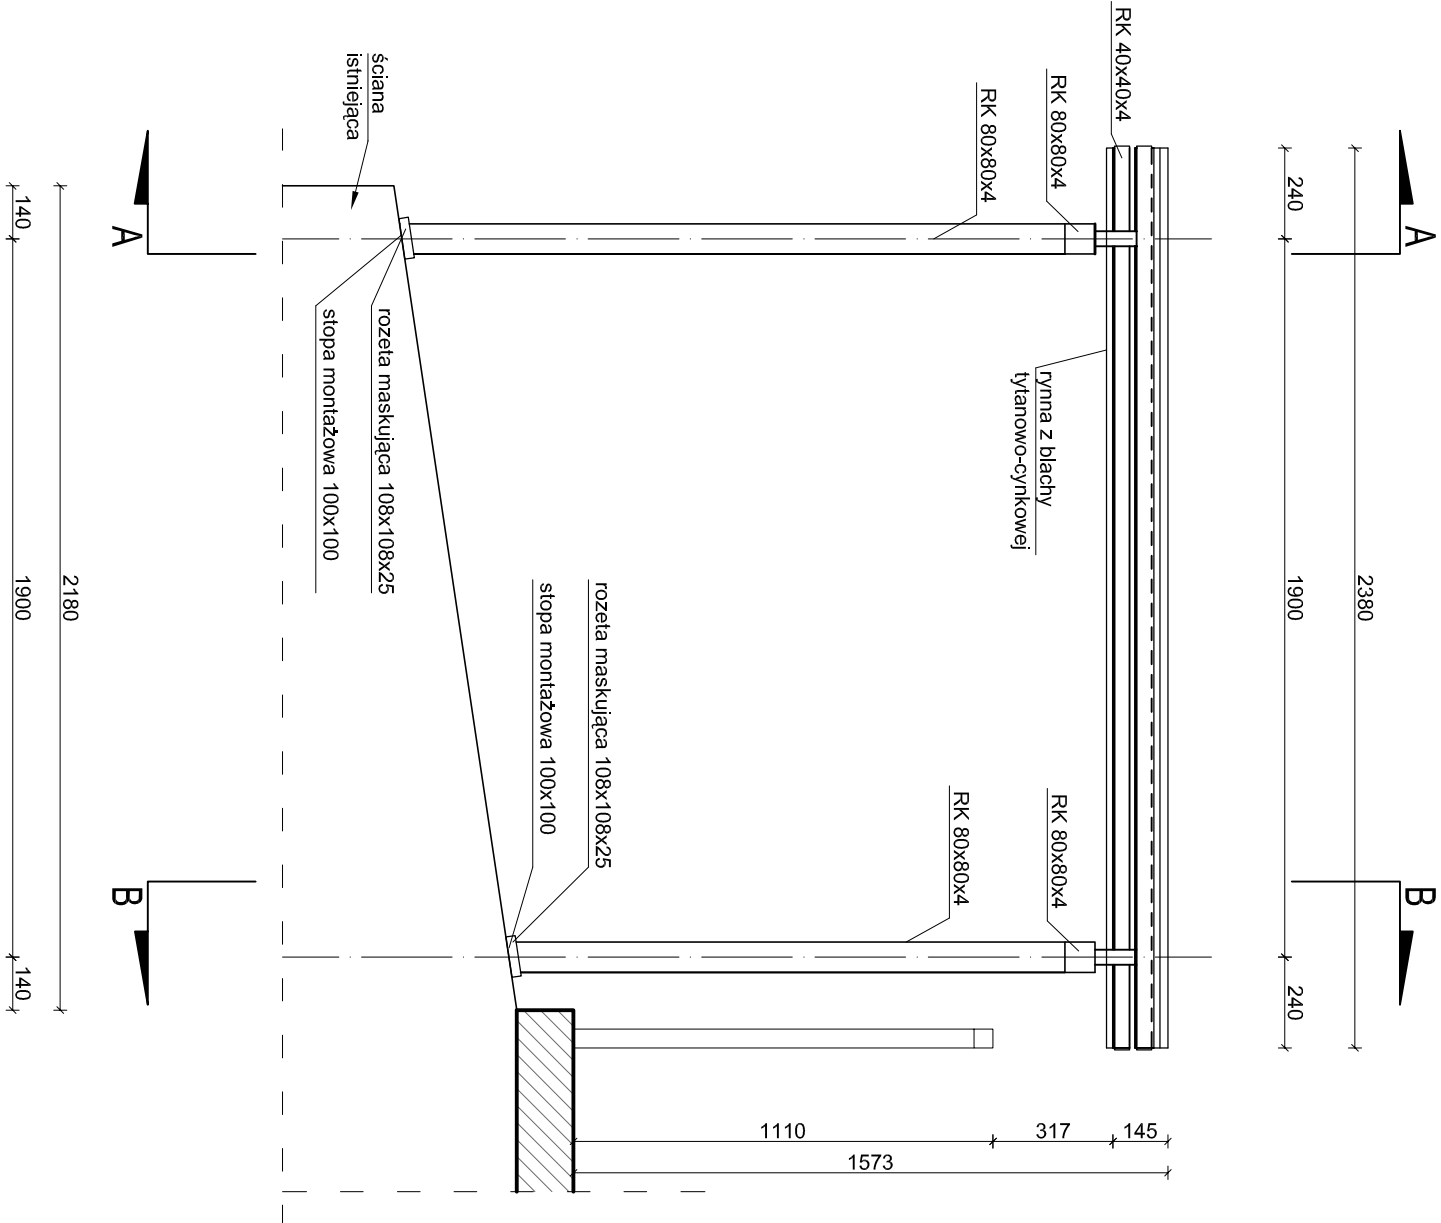 A
B
2380
240
1900
240
RK 40x40x4
RK 80x80x4
RK 80x80x4
RK 80x80x4
RK 80x80x4
rynna z blachy
tytanowo-cynkowej
145
317
1110
1573
rozeta maskująca 108x108x25
stopa montażowa 100x100
rozeta maskująca 108x108x25
stopa montażowa 100x100
ściana
istniejąca
A
B
2180
140
1900
140